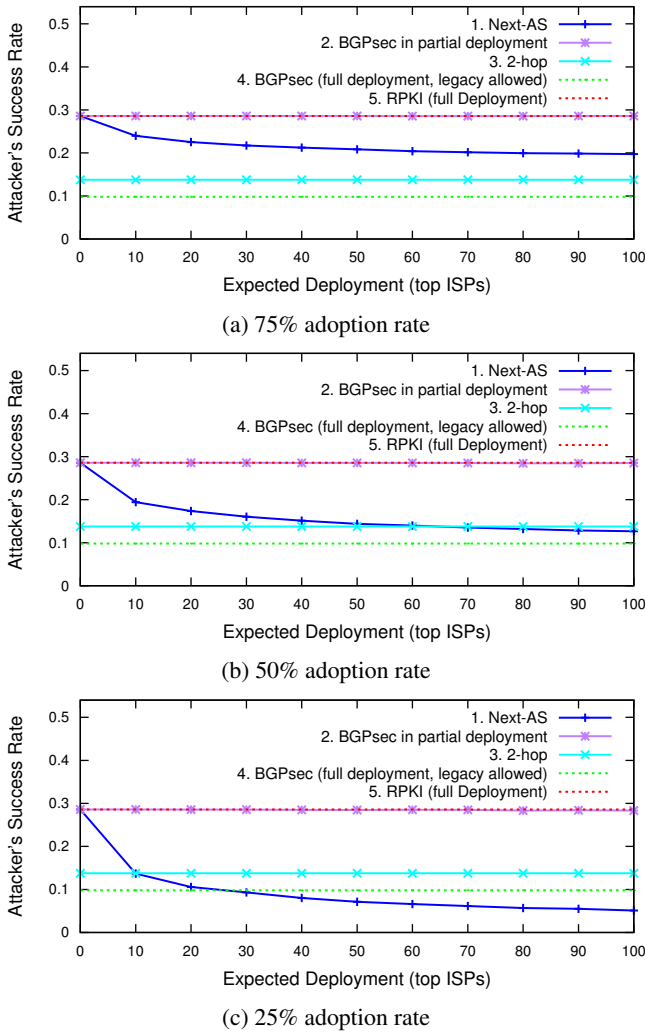 0.5
0.4
0.3
0.2
0.1
0
Attacker's Success Rate
1. Next-AS
2. BGPsec in partial deployment
3. 2-hop
4. BGPsec (full deployment, legacy allowed)
5. RPKI (full Deployment)
0 10 20 30 40 50 60 70 80 90 100
Expected Deployment (top ISPs)
(a) 75% adoption rate
0.5
0.4
0.3
0.2
0.1
0
Attacker's Success Rate
1. Next-AS
2. BGPsec in partial deployment
3. 2-hop
4. BGPsec (full deployment, legacy allowed)
5. RPKI (full Deployment)
0 10 20 30 40 50 60 70 80 90 100
Expected Deployment (top ISPs)
(b) 50% adoption rate
0.5
0.4
0.3
0.2
0.1
0
Attacker's Success Rate
1. Next-AS
2. BGPsec in partial deployment
3. 2-hop
4. BGPsec (full deployment, legacy allowed)
5. RPKI (full Deployment)
0 10 20 30 40 50 60 70 80 90 100
Expected Deployment (top ISPs)
(c) 25% adoption rate